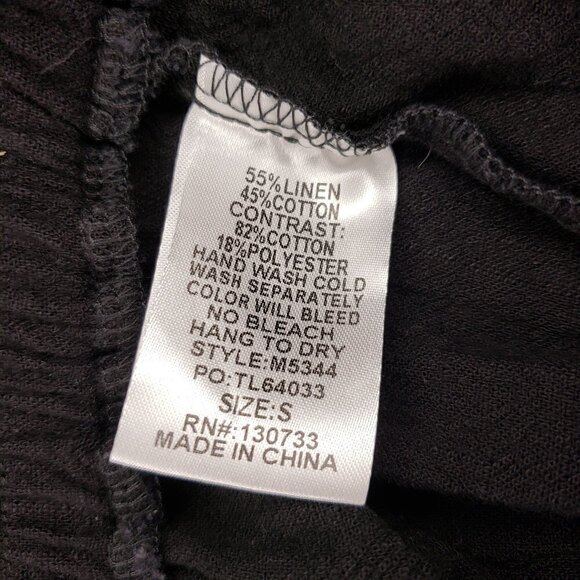 55%LINEN
45%COTTON
CONTRAST:
82%COTTON
18%POLYESTER
HAND WASH COLD
WASH SEPARATELY
COLOR WILL BLEED
NO BLEACH
HANG TO DRY
STYLE:M5344
PO:TL64033
SIZE:S
RN#:130733
MADE IN CHINA